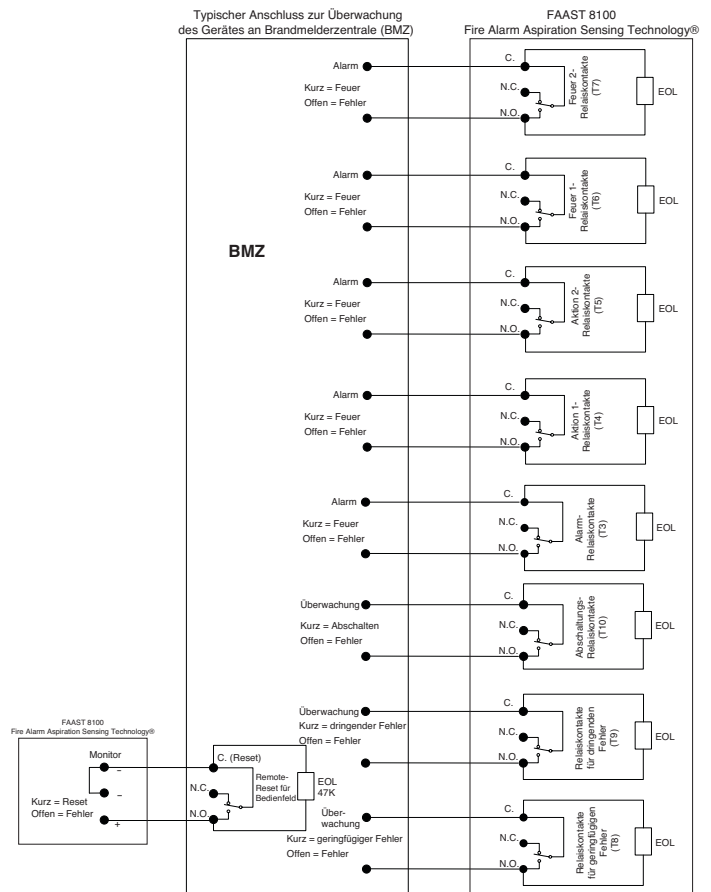 Typischer Anschluss zur Überwachung
des Gerätes an Brandmelderzentrale (BMZ)
FAAST 8100
Fire Alarm Aspiration Sensing Technology®
BMZ
Alarm
Kurz = Feuer
Offen = Fehler
C.
N.C.
N.O.
Feuer 2-
Relaiskontakte
(T7)
EOL
Alarm
Kurz = Feuer
Offen = Fehler
C.
N.C.
N.O.
Feuer 1-
Relaiskontakte
(T6)
EOL
Alarm
Kurz = Feuer
Offen = Fehler
C.
N.C.
N.O.
Aktion 2-
Relaiskontakte
(T5)
EOL
Alarm
Kurz = Feuer
Offen = Fehler
C.
N.C.
N.O.
Aktion 1-
Relaiskontakte
(T4)
EOL
Alarm
Kurz = Feuer
Offen = Fehler
C.
N.C.
N.O.
Alarm-
Relaiskontakte
(T3)
EOL
Überwachung
Kurz = Abschalten
Offen = Fehler
C.
N.C.
N.O.
Abschaltungs-
Relaiskontakte
(T10)
EOL
Überwachung
Kurz = dringender Fehler
Offen = Fehler
C.
N.C.
N.O.
Relaiskontakte
für dringenden
Fehler
(T9)
EOL
Über-
wachung
Kurz = geringfügiger Fehler
Offen = Fehler
C.
N.C.
N.O.
Relaiskontakte
für geringfügigen
Fehler
(T8)
EOL
FAAST 8100
Fire Alarm Aspiration Sensing Technology®
Monitor
–
–
+
Kurz = Reset
Offen = Fehler
C. (Reset)
N.C.
N.O.
Remote-
Reset für
Bedienfeld
EOL
47K